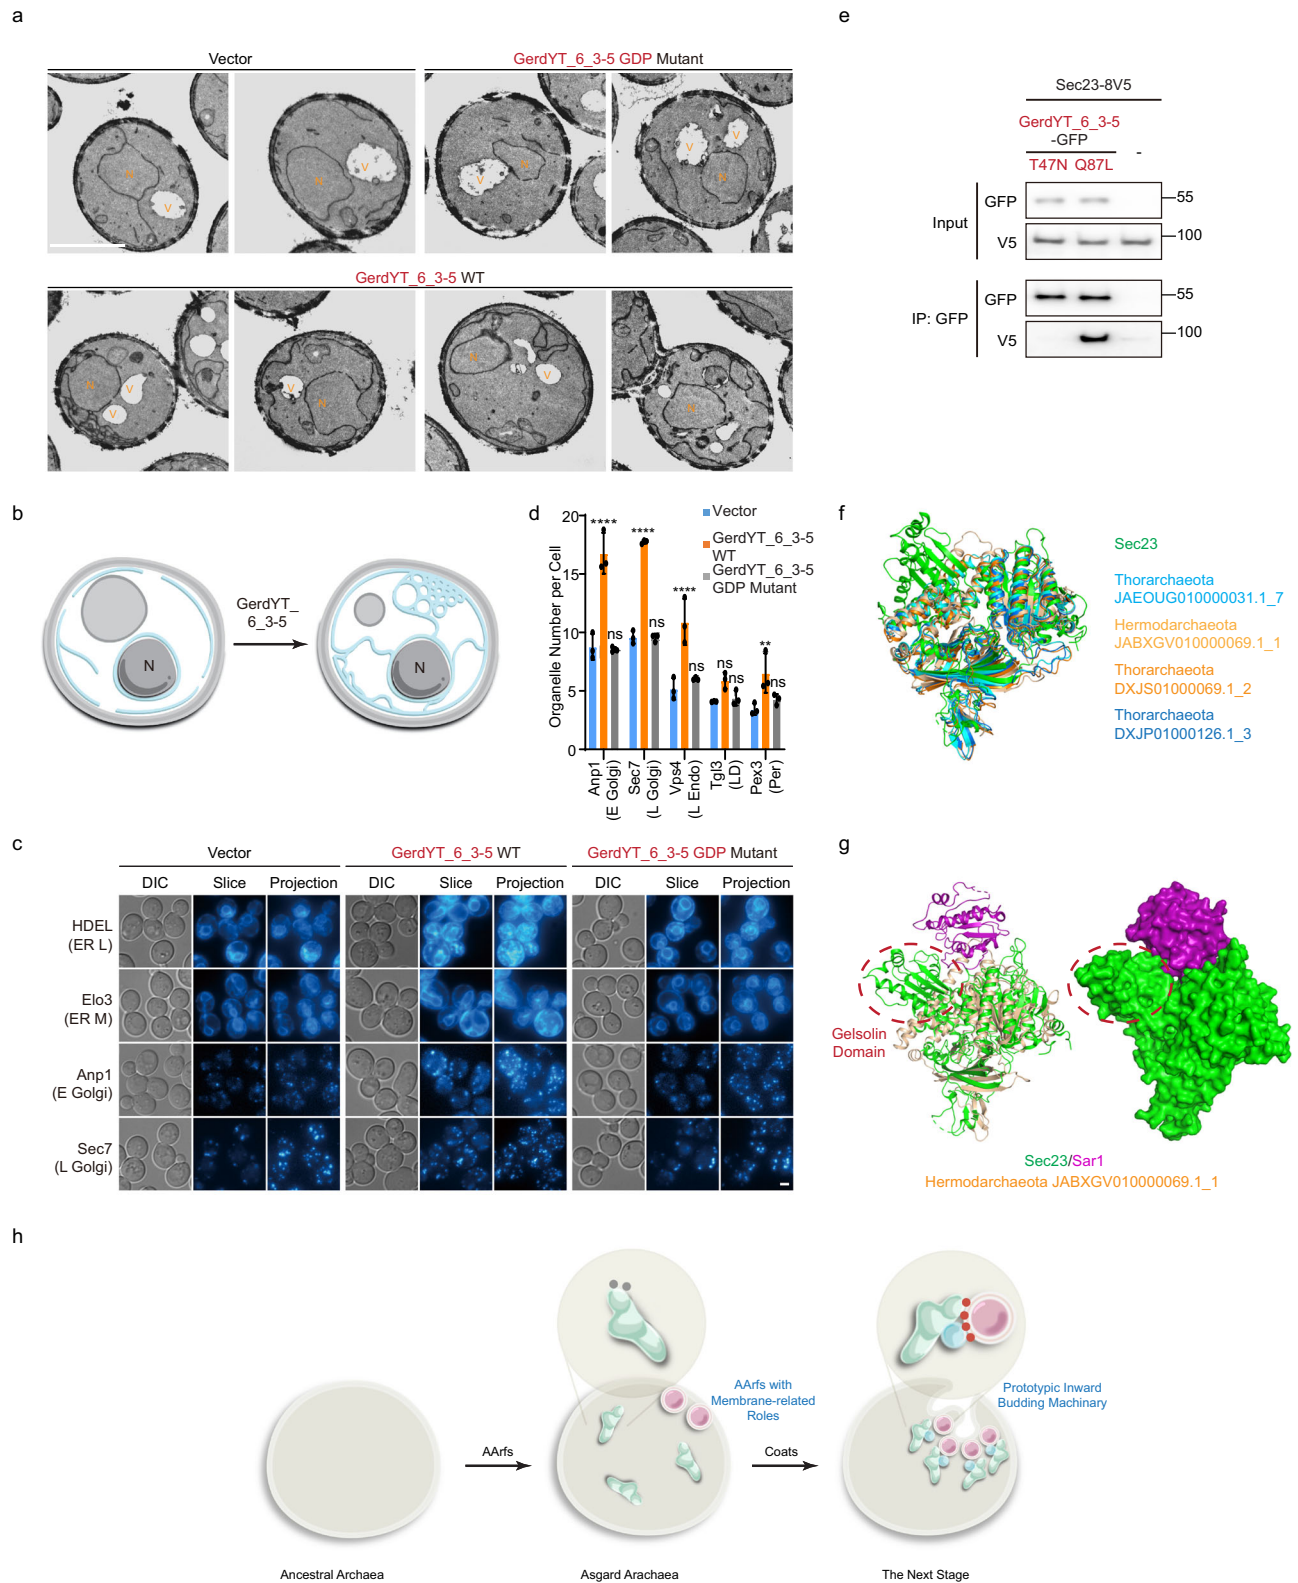 a
Vector
GerdYT_6_3-5 GDP Mutant
N
V
N
V
V
N
V
V
N
GerdYT_6_3-5 WT
N
V
V
V
N
N
V
N
e
Sec23-8V5
GerdYT_6_3-5
-GFP
-
T47N Q87L
Input
GFP
55
V5
100
IP: GFP
GFP
55
V5
100
b
GerdYT_
6_3-5
N
N
d
Organelle Number per Cell
20
15
10
5
0
**** **** **** ns **
ns ns ns ns ns
Vector
GerdYT_6_3-5
WT
GerdYT_6_3-5
GDP Mutant
Anp1
(E Golgi)
Sec7
(L Golgi)
Vps4
(L Endo)
Tgl3
(LD)
Pex3
(Per)
f
Sec23
Thorarchaeota
JAEOUG010000031.1_7
Hermodarchaeota
JABXGV010000069.1_1
Thorarchaeota
DXJS01000069.1_2
Thorarchaeota
DXJP01000126.1_3
c
Vector
GerdYT_6_3-5 WT
GerdYT_6_3-5 GDP Mutant
DIC Slice Projection DIC Slice Projection DIC Slice Projection
HDEL
(ER L)
Elo3
(ER M)
Anp1
(E Golgi)
Sec7
(L Golgi)
g
Gelsolin
Domain
Sec23/Sar1
Hermodarchaeota JABXGV010000069.1_1
h
AArfs
AArfs with
Membrane-related
Roles
Coats
Prototypic Inward
Budding Machinary
Ancestral Archaea
Asgard Arachaea
The Next Stage